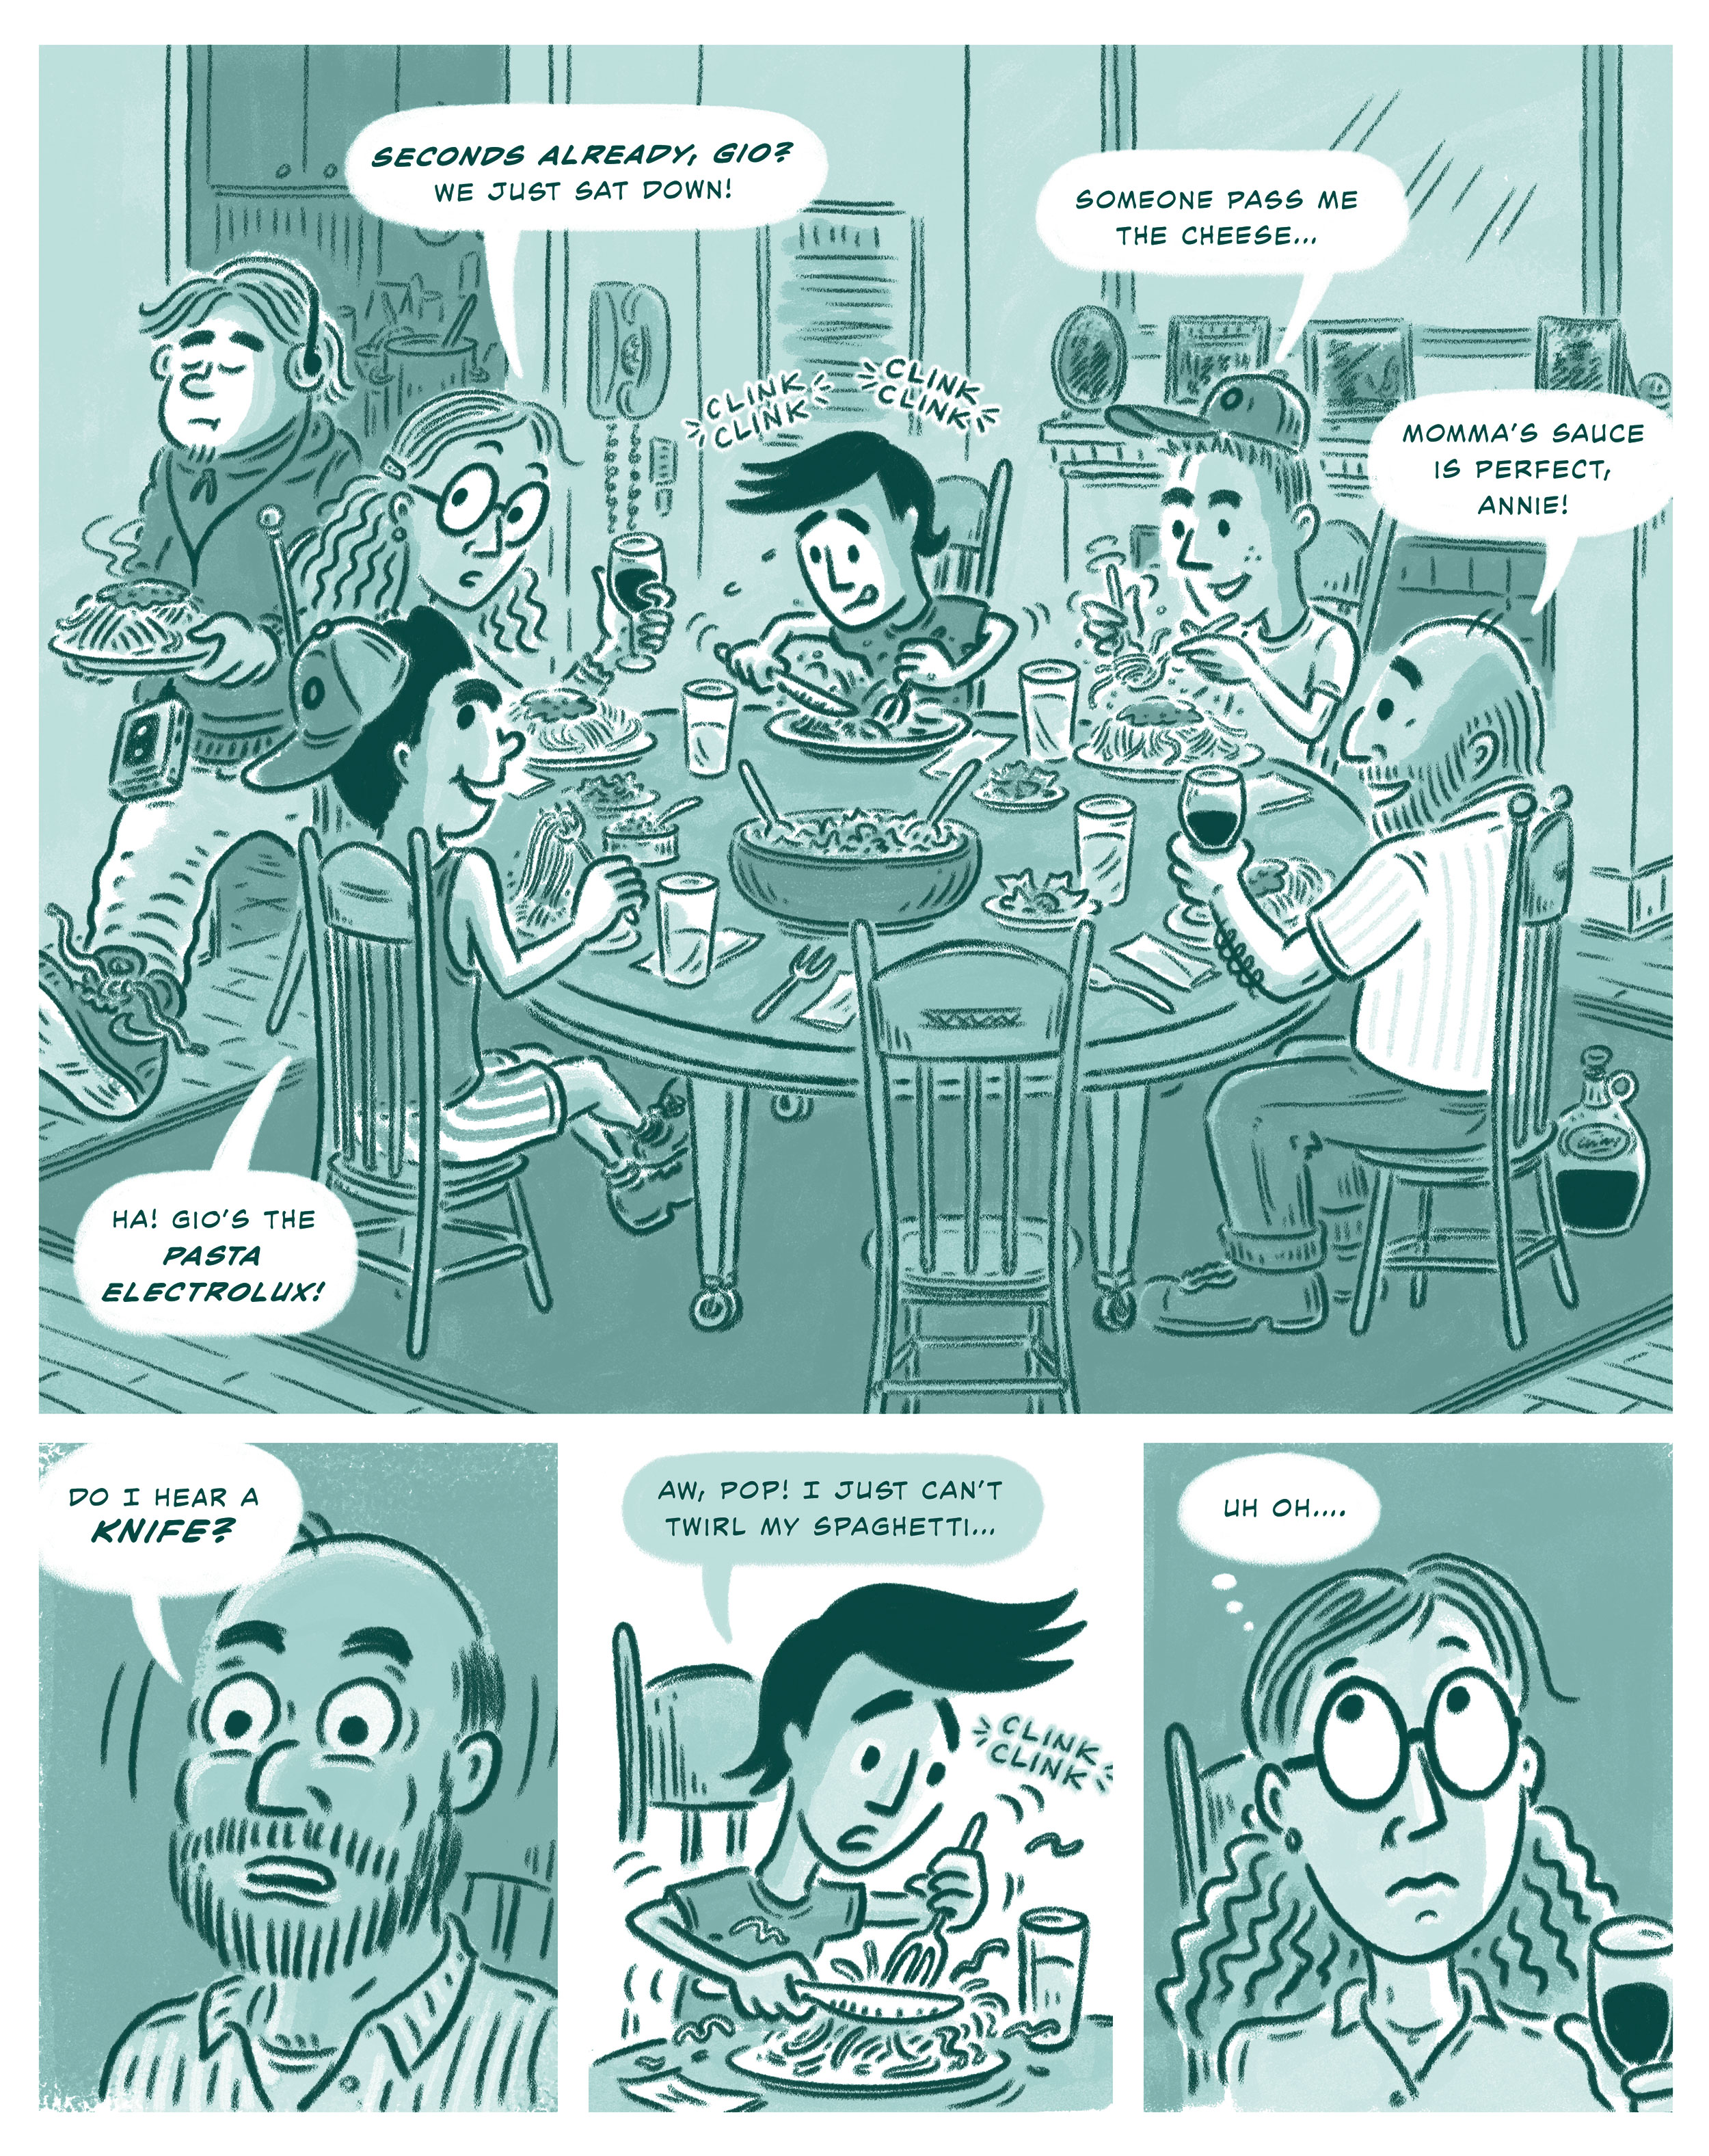 SECONDS ALREADY, GIO?
WE JUST SAT DOWN!
SOMEONE PASS ME
THE CHEESE...
CLINK
CLINK
CLINK
CLINK
MOMMA'S SAUCE
IS PERFECT,
ANNIE!
HA! GIO'S THE
PASTA
ELECTROLUX!
DO I HEAR A
KNIFE?
AW, POP! I JUST CAN'T
TWIRL MY SPAGHETTI...
CLINK
CLINK
UH OH....